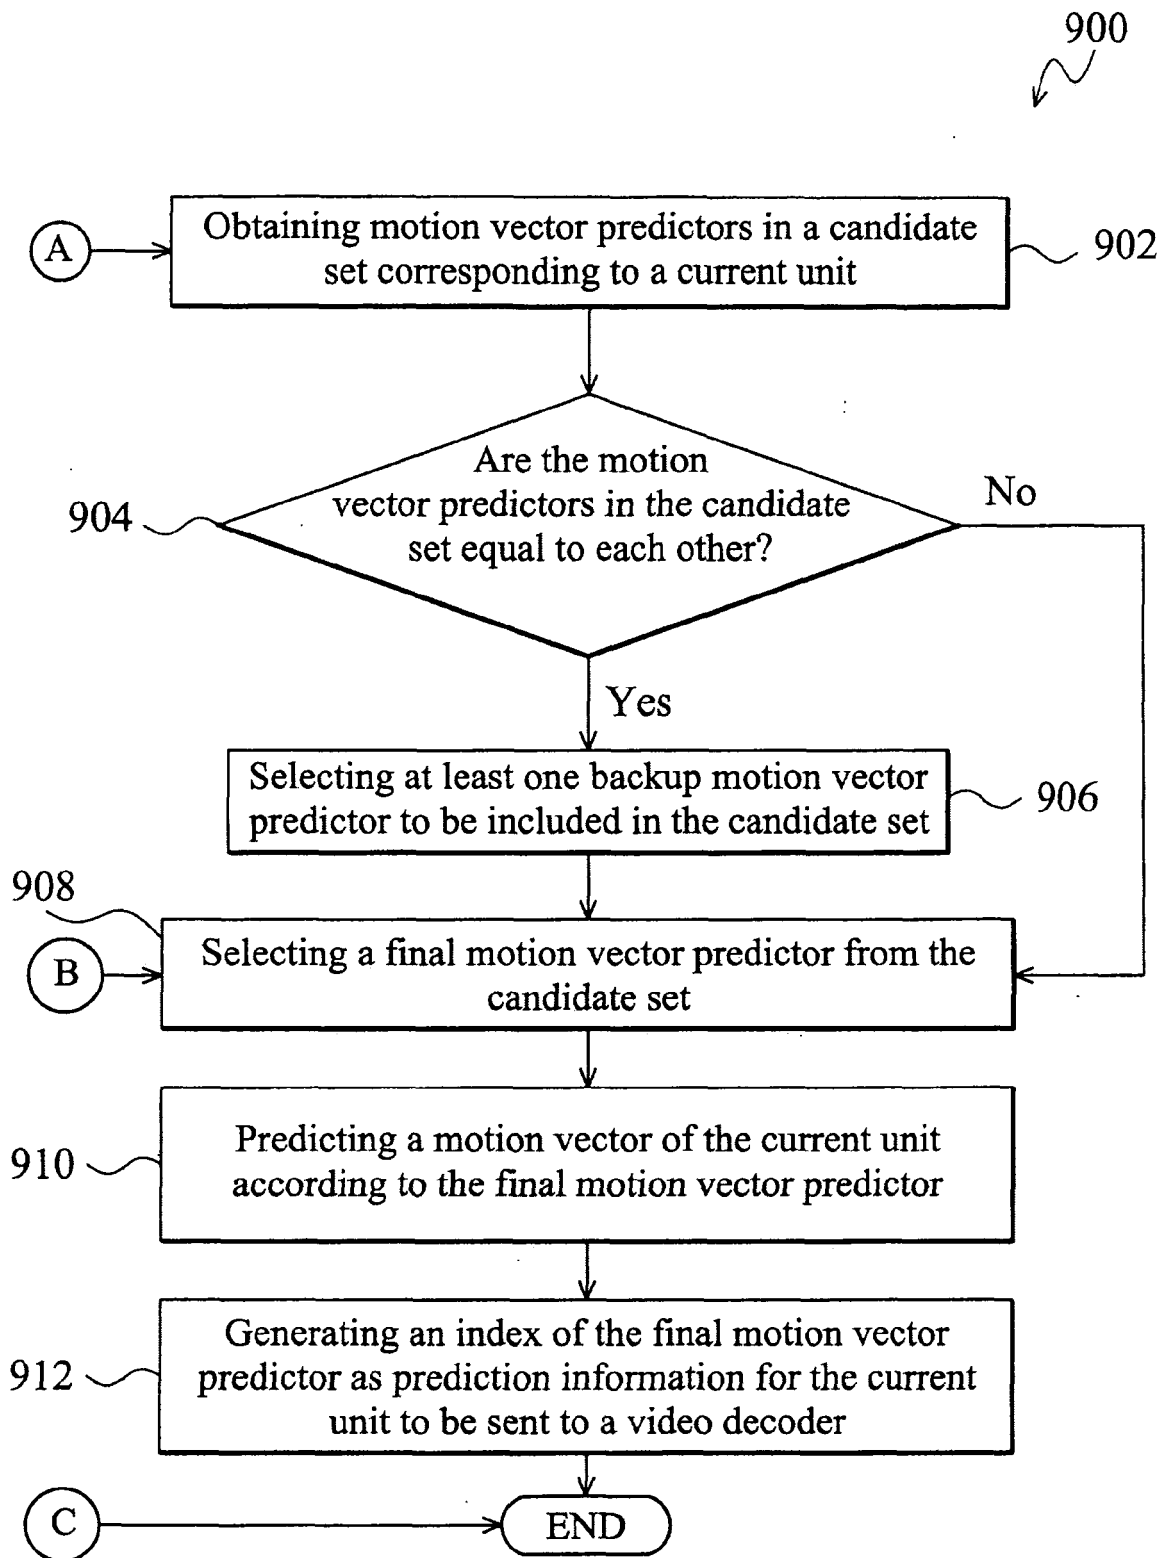 900
A
Obtaining motion vector predictors in a candidate
set corresponding to a current unit
902
Are the motion
vector predictors in the candidate
set equal to each other?
904
No
Yes
Selecting at least one backup motion vector
predictor to be included in the candidate set
906
908
B
Selecting a final motion vector predictor from the
candidate set
910
Predicting a motion vector of the current unit
according to the final motion vector predictor
912
Generating an index of the final motion vector
predictor as prediction information for the current
unit to be sent to a video decoder
C
END